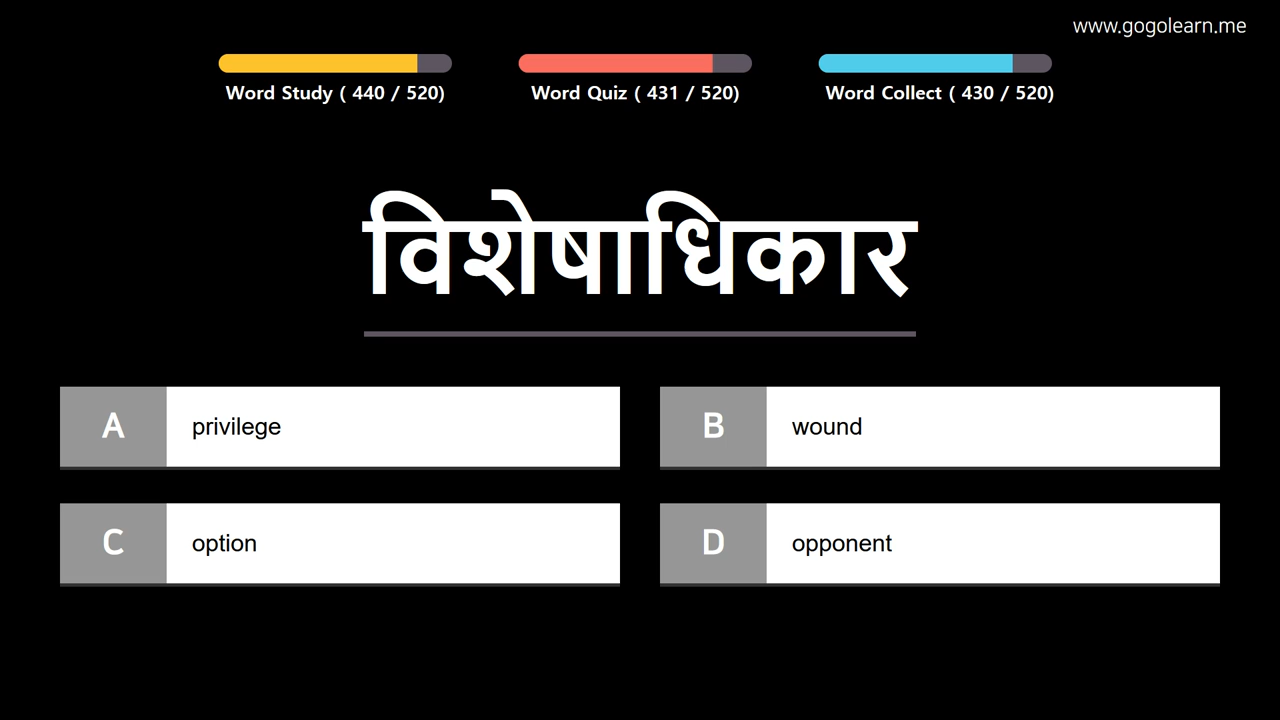 www.gogolearn.me
Word Study ( 440 / 520)
Word Quiz ( 431 / 520)
Word Collect ( 430 / 520)
विशेषाधिकार
A privilege
B wound
C option
D opponent